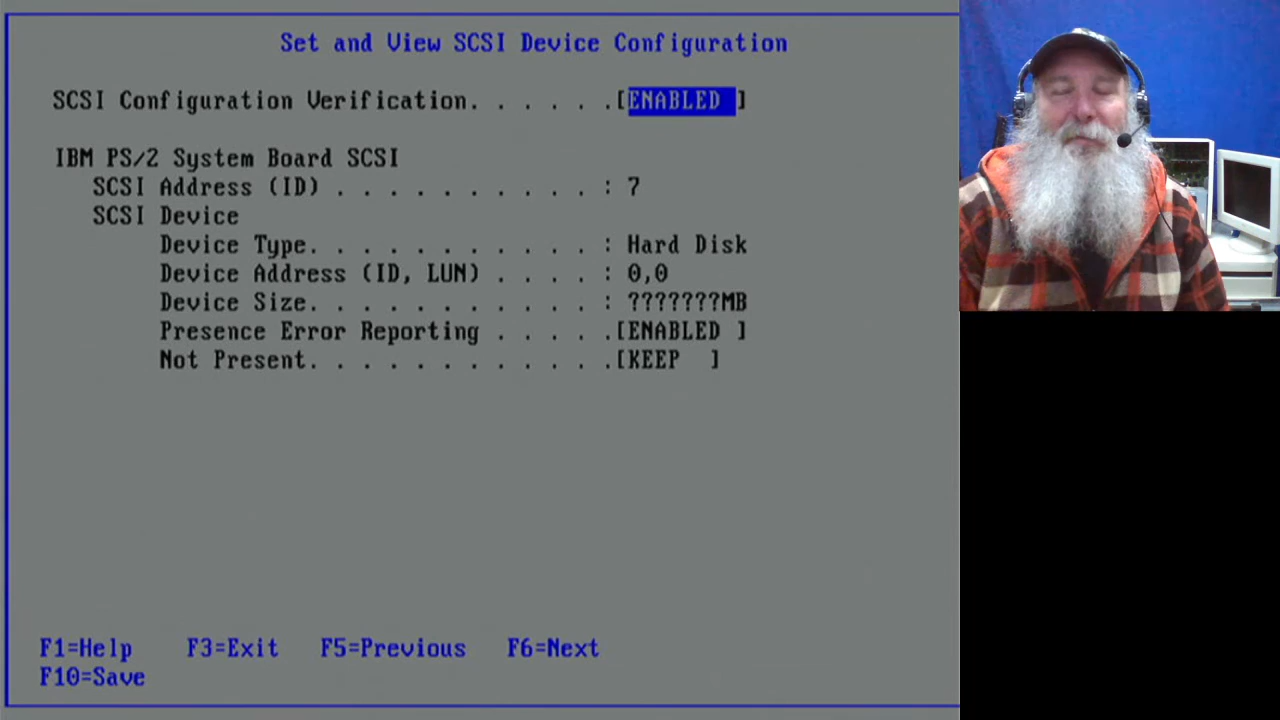 Set and View SCSI Device Configuration
SCSI Configuration Verification. . . . . .[ENABLED ]
IBM PS/2 System Board SCSI
SCSI Address (ID) . . . . . . . . . . : 7
SCSI Device
Device Type. . . . . . . . . . . : Hard Disk
Device Address (ID, LUN) . . . . : 0,0
Device Size. . . . . . . . . . . : ???????MB
Presence Error Reporting . . . . .[ENABLED ]
Not Present. . . . . . . . . . . .[KEEP  ]
F1=Help F3=Exit F5=Previous F6=Next
F10=Save